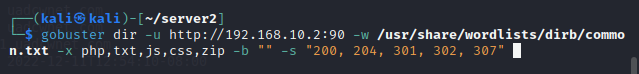 ┌──(kali㉿kali)-[~/server2]
└─$ gobuster dir -u http://192.168.10.2:90 -w /usr/share/wordlists/dirb/commo
n.txt -x php,txt,js,css,zip -b "" -s "200, 204, 301, 302, 307"